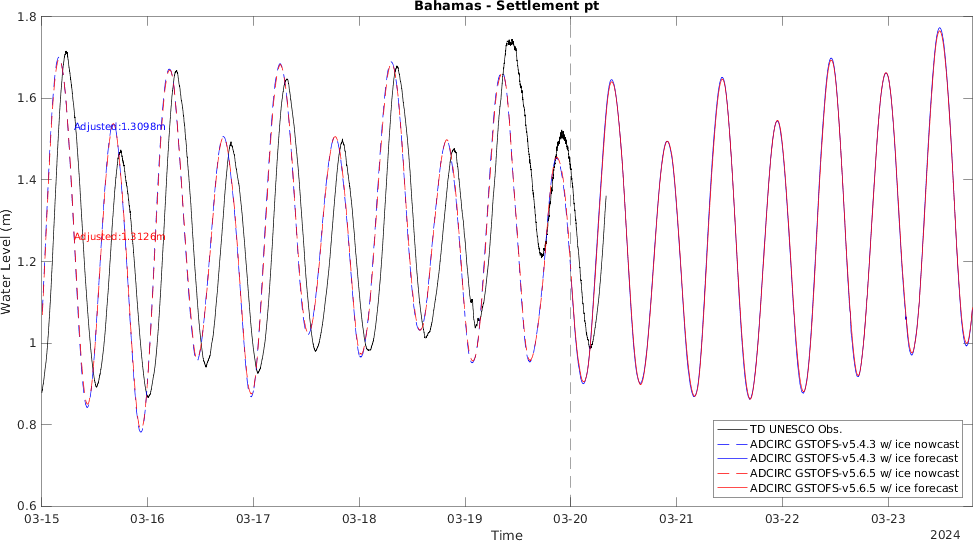 Bahamas - Settlement pt
1.8
1.6
1.4
1.2
1
0.8
0.6
Water Level (m)
Adjusted:1.3098m
Adjusted:1.3126m
TD UNESCO Obs.
ADCIRC GSTOFS-v5.4.3 w/ ice nowcast
ADCIRC GSTOFS-v5.4.3 w/ ice forecast
ADCIRC GSTOFS-v5.6.5 w/ ice nowcast
ADCIRC GSTOFS-v5.6.5 w/ ice forecast
03-15 03-16 03-17 03-18 03-19 03-20 03-21 03-22 03-23
Time
2024